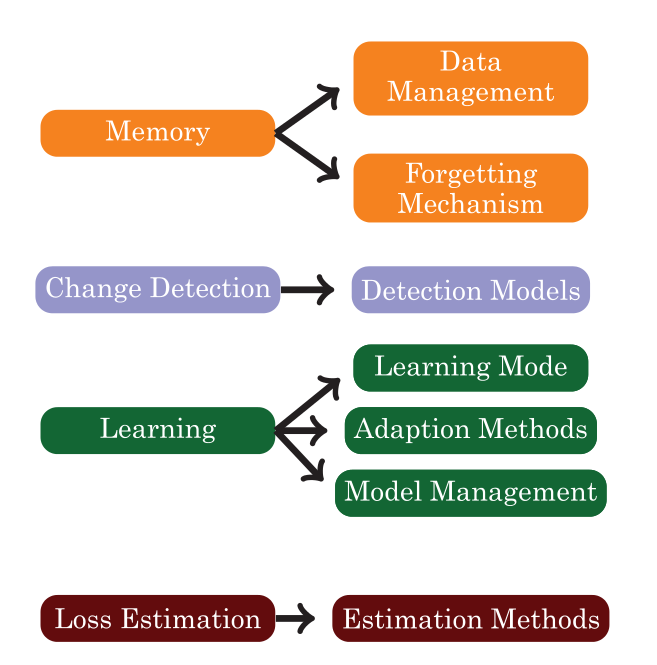 Memory
Data
Management
Forgetting
Mechanism
Change Detection
Detection Models
Learning
Learning Mode
Adaption Methods
Model Management
Loss Estimation
Estimation Methods